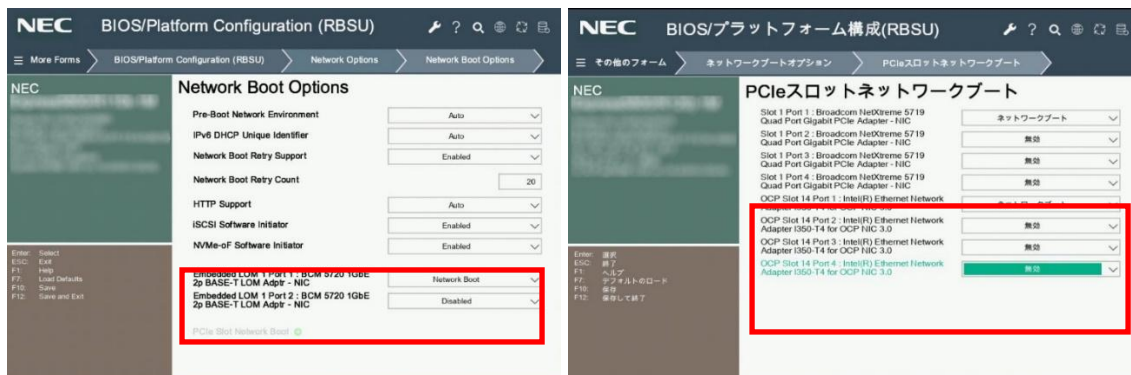 NEC BIOS/Platform Configuration (RBSU)
More Forms BIOS/Platform Configuration (RBSU) Network Options Network Boot Options
NEC
Network Boot Options
Pre-Boot Network Environment Auto
IPv6 DHCP Unique Identifier Auto
Network Boot Retry Support Enabled
Network Boot Retry Count 20
HTTP Support Auto
iSCSI Software Initiator Enabled
NVMe-oF Software Initiator Enabled
Embedded LOM 1 Port 1 : BCM 5720 1GbE
2p BASE-T LOM Adptr - NIC Network Boot
Embedded LOM 1 Port 2 : BCM 5720 1GbE
2p BASE-T LOM Adptr - NIC Disabled
PCIe Slot Network Boot
Enter: Select
ESC: Exit
F1: Help
F7: Load Defaults
F10: Save
F12: Save and Exit
NEC BIOS/プラットフォーム構成(RBSU)
その他のフォーム ネットワークブートオプション PCIeスロットネットワークブート
NEC
PCIeスロットネットワークブート
Slot 1 Port 1 : Broadcom NetXtreme 5719
Quad Port Gigabit PCIe Adapter - NIC ネットワークブート
Slot 1 Port 2 : Broadcom NetXtreme 5719
Quad Port Gigabit PCIe Adapter - NIC 無効
Slot 1 Port 3 : Broadcom NetXtreme 5719
Quad Port Gigabit PCIe Adapter - NIC 無効
Slot 1 Port 4 : Broadcom NetXtreme 5719
Quad Port Gigabit PCIe Adapter - NIC 無効
OCP Slot 14 Port 1 : Intel(R) Ethernet Network
Adapter I350-T4 for OCP NIC 3.0 ネットワークブート
OCP Slot 14 Port 2 : Intel(R) Ethernet Network
Adapter I350-T4 for OCP NIC 3.0 無効
OCP Slot 14 Port 3 : Intel(R) Ethernet Network
Adapter I350-T4 for OCP NIC 3.0 無効
OCP Slot 14 Port 4 : Intel(R) Ethernet Network
Adapter I350-T4 for OCP NIC 3.0 無効
Enter: 選択
ESC: 終了
F1: ヘルプ
F7: デフォルトのロード
F10: 保存
F12: 保存して終了